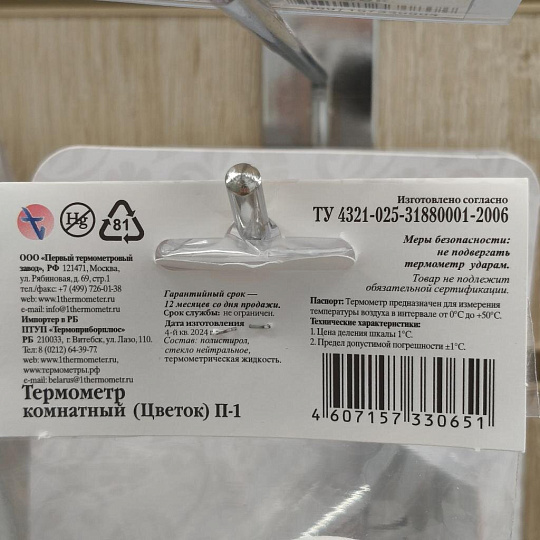 Hg
81
Изготовлено согласно
ТУ 4321-025-31880001-2006
Меры безопасности:
не подвергать
термометр ударам.
Товар не подлежит
обязательной сертификации.
ООО «Первый термометровый
завод», РФ 121471, Москва,
ул. Рябиновая, д. 69, стр.1
тел./факс: +7 (499) 726-01-38
web: www.1thermometer.ru
e-mail: info@1thermometer.ru
Импортер в РБ
ПТУП «Термоприборплюс»
РБ 210033, г. Витебск, ул. Лазо, 110.
Тел: 8 (0212) 64-39-77.
web: www.1thermometer.ru
www.термометры.рф
e-mail: belarus@1thermometr.ru
Гарантийный срок —
12 месяцев со дня продажи.
Срок службы: не ограничен.
Дата изготовления
4-й кв. 2024 г.
Состав: полистирол,
стекло нейтральное,
термометрическая жидкость.
Паспорт: Термометр предназначен для измерения
температуры воздуха в интервале от 0°С до +50°С.
Технические характеристики:
1. Цена деления шкалы 1°С.
2. Предел допустимой погрешности ±1°С.
Термометр
комнатный (Цветок) П-1
4 607157 330651